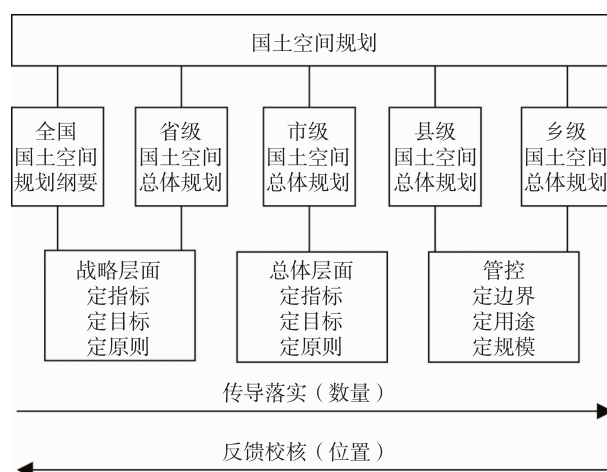 国土空间规划
全国
国土空间
规划纲要
省级
国土空间
总体规划
市级
国土空间
总体规划
县级
国土空间
总体规划
乡级
国土空间
总体规划
战略层面
定指标
定目标
定原则
总体层面
定指标
定目标
定原则
管控
定边界
定用途
定规模
传导落实（数量）
反馈校核（位置）